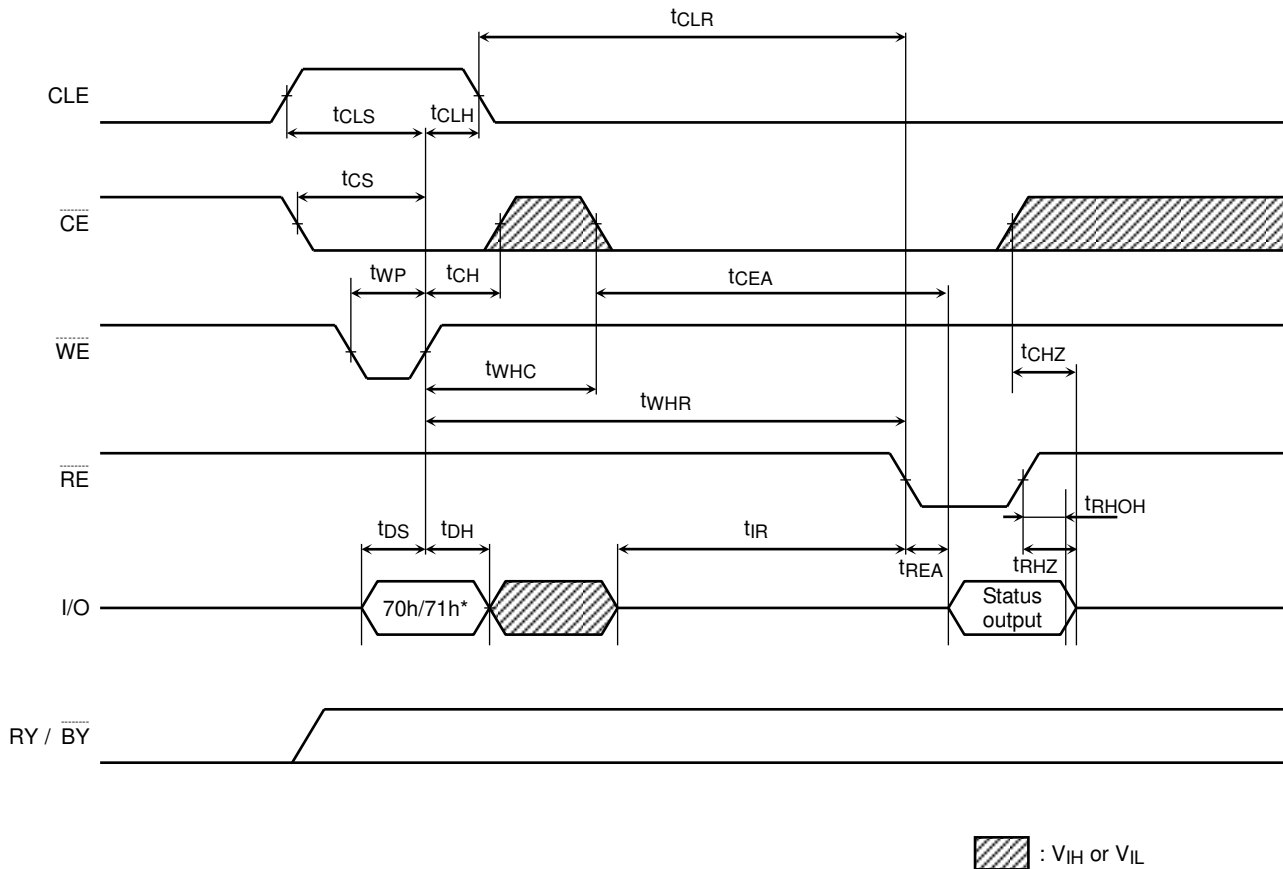 tCLR
CLE
tCLS
tCLH
tCS
CE
tWP
tCH
tCEA
WE
tCHZ
tWHC
tWHR
RE
tRHOH
tDS
tDH
tIR
tREA
tRHZ
I/O
70h/71h*
Status
output
RY / BY
: VIH or VIL